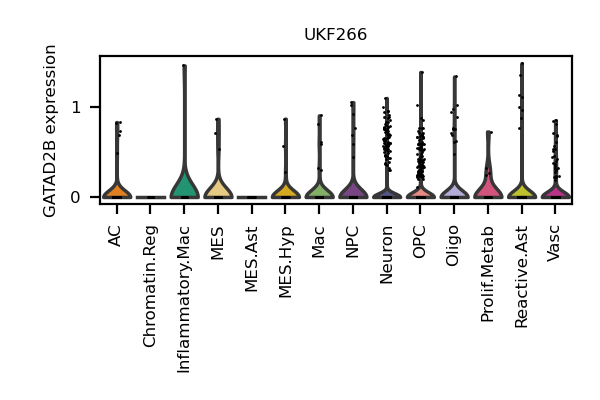 UKF266
GATAD2B expression
1
0
AC
Chromatin.Reg
Inflammatory.Mac
MES
MES.Ast
MES.Hyp
Mac
NPC
Neuron
OPC
Oligo
Prolif.Metab
Reactive.Ast
Vasc